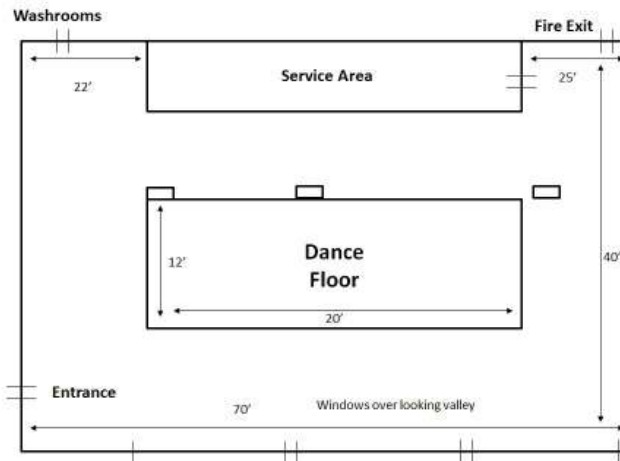 Washrooms
Fire Exit
Service Area
22’
25’
12’
Dance
Floor
40’
20’
Entrance
70’
Windows over looking valley